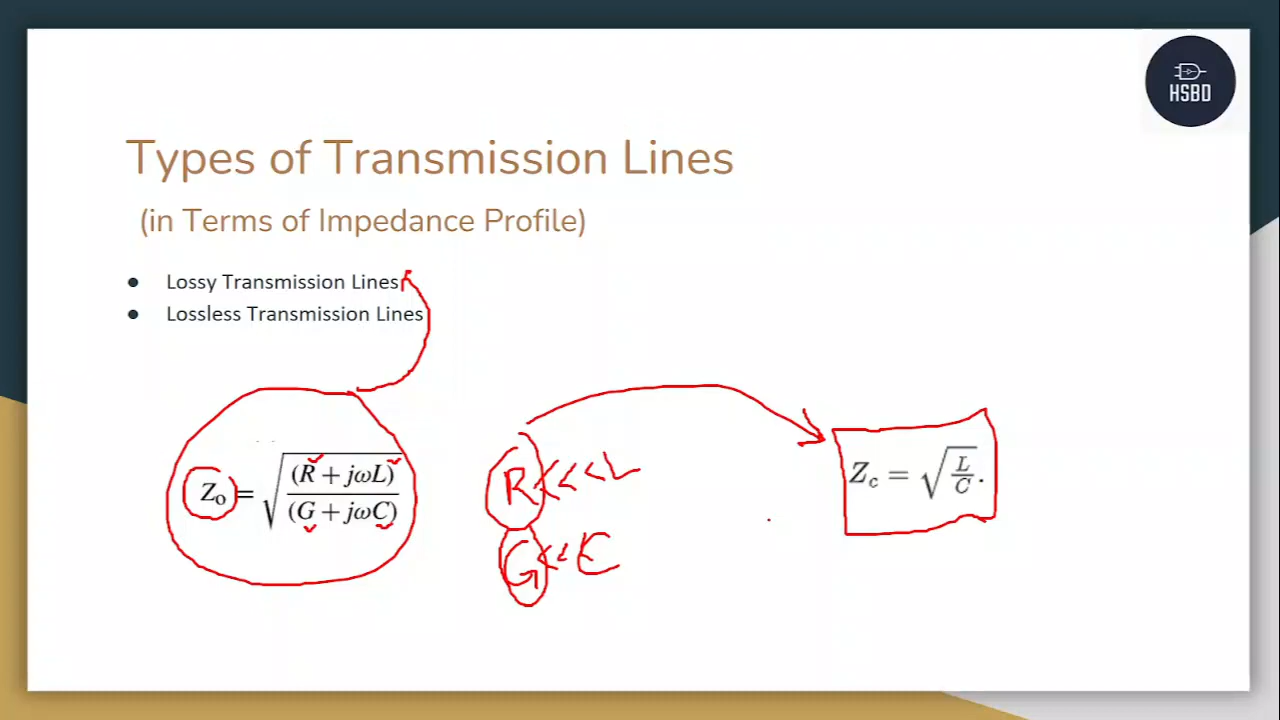 HSBD
Types of Transmission Lines
(in Terms of Impedance Profile)
● Lossy Transmission Lines
● Lossless Transmission Lines
Z₀ = √((R + jωL) / (G + jωC))
R <<< L
G << C
Z_c = √(L/C).